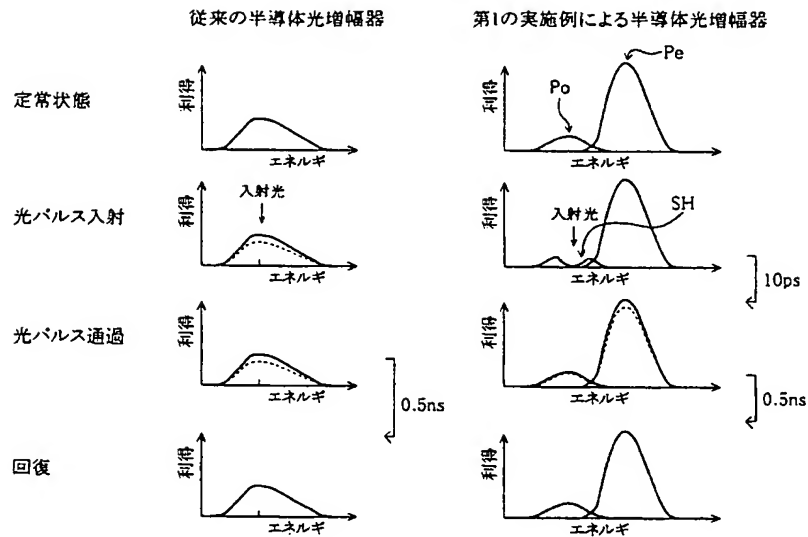 従来の半導体光増幅器
第1の実施例による半導体光増幅器
定常状態
利得
エネルギ
利得
Po
Pe
エネルギ
光パルス入射
利得
入射光
エネルギ
利得
入射光
SH
エネルギ
10ps
光パルス通過
利得
エネルギ
0.5ns
利得
エネルギ
0.5ns
回復
利得
エネルギ
利得
エネルギ